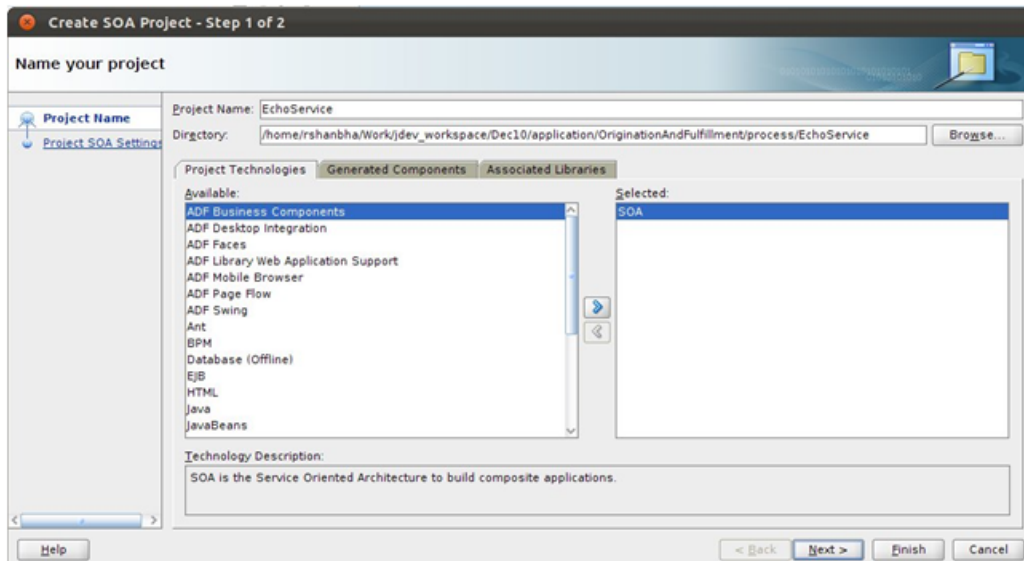 Create SOA Project - Step 1 of 2
Name your project
Project Name
Project SOA Settings
Project Name: EchoService
Directory: /home/rshanbha/Work/jdev_workspace/Dec10/application/OriginationAndFulfillment/process/EchoService Browse...
Project Technologies Generated Components Associated Libraries
Available: Selected:
ADF Business Components SOA
ADF Desktop Integration
ADF Faces
ADF Library Web Application Support
ADF Mobile Browser
ADF Page Flow
ADF Swing
Ant
BPM
Database (Offline)
EJB
HTML
Java
JavaBeans
Technology Description:
SOA is the Service Oriented Architecture to build composite applications.
Help < Back Next > Finish Cancel